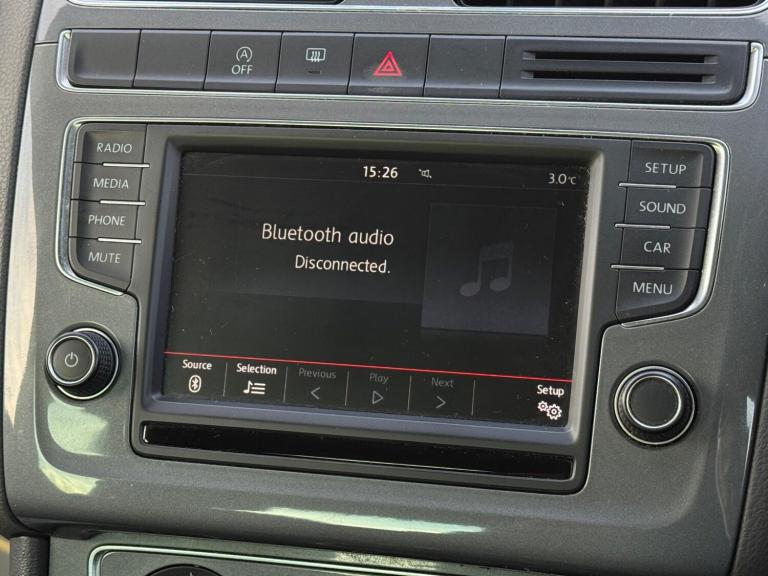 A
OFF
RADIO
MEDIA
PHONE
MUTE
15:26
3.0°C
Bluetooth audio
Disconnected.
Source
Selection
Previous
Play
Next
Setup
SETUP
SOUND
CAR
MENU